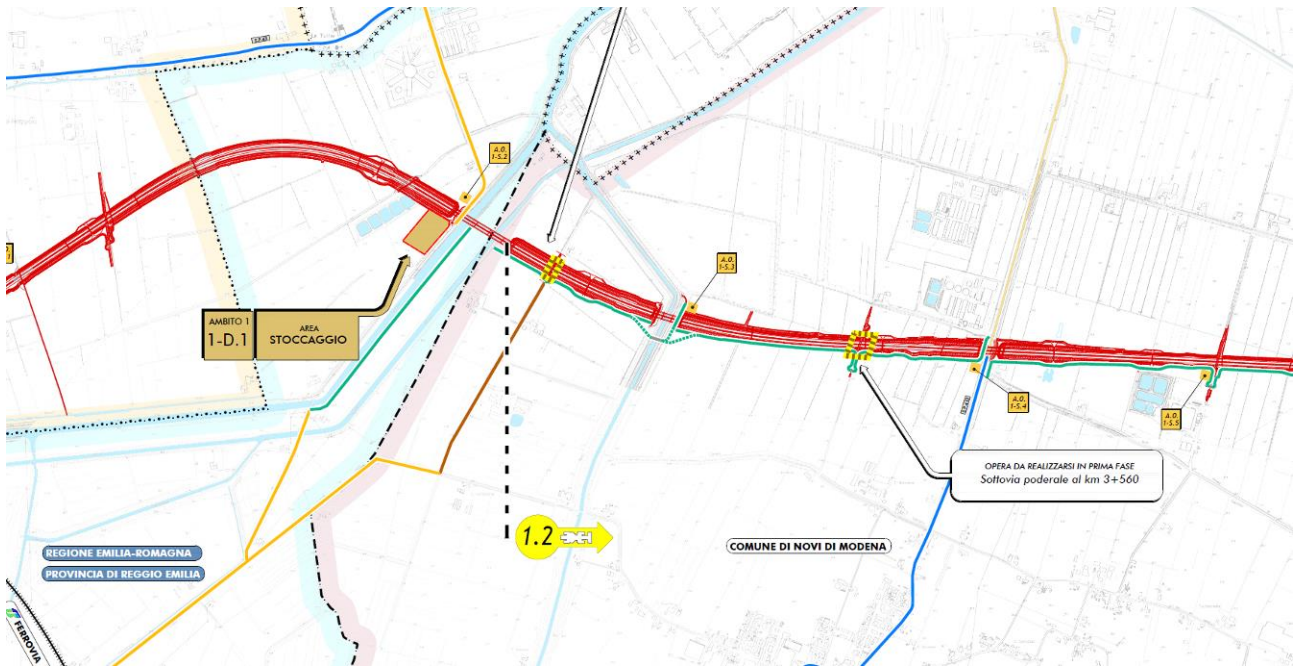 A.O.
1-S.2
A.O.
1-S.3
AMBITO 1
1-D.1
AREA
STOCCAGGIO
A.O.
1-S.4
A.O.
1-S.5
OPERA DA REALIZZARSI IN PRIMA FASE
Sottovia poderale al km 3+560
1.2
COMUNE DI NOVI DI MODENA
REGIONE EMILIA-ROMAGNA
PROVINCIA DI REGGIO EMILIA
FERROVIA